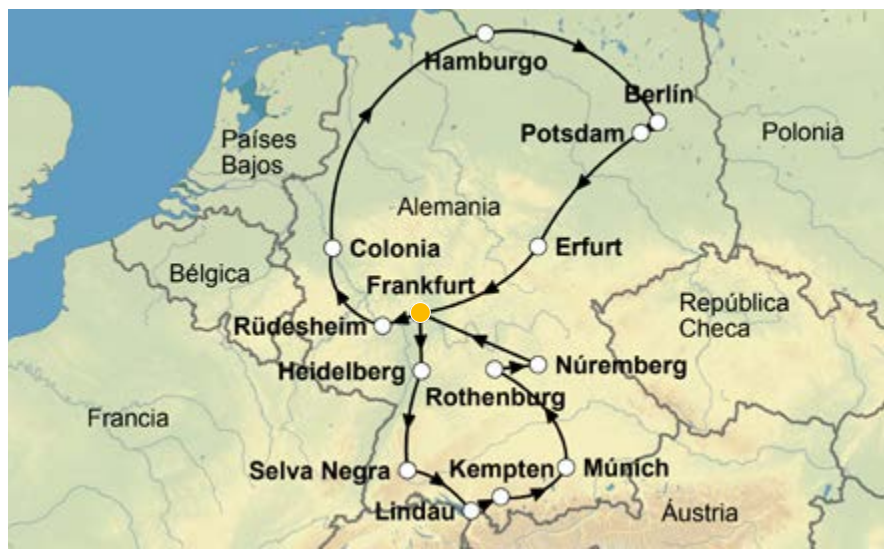 Hamburgo
Berlín
Países
Bajos
Potsdam
Polonia
Alemania
Colonia
Erfurt
Bélgica
Frankfurt
República
Checa
Rüdesheim
Heidelberg
Núremberg
Rothenburg
Francia
Selva Negra
Kempten
Múnich
Lindau
Áustria